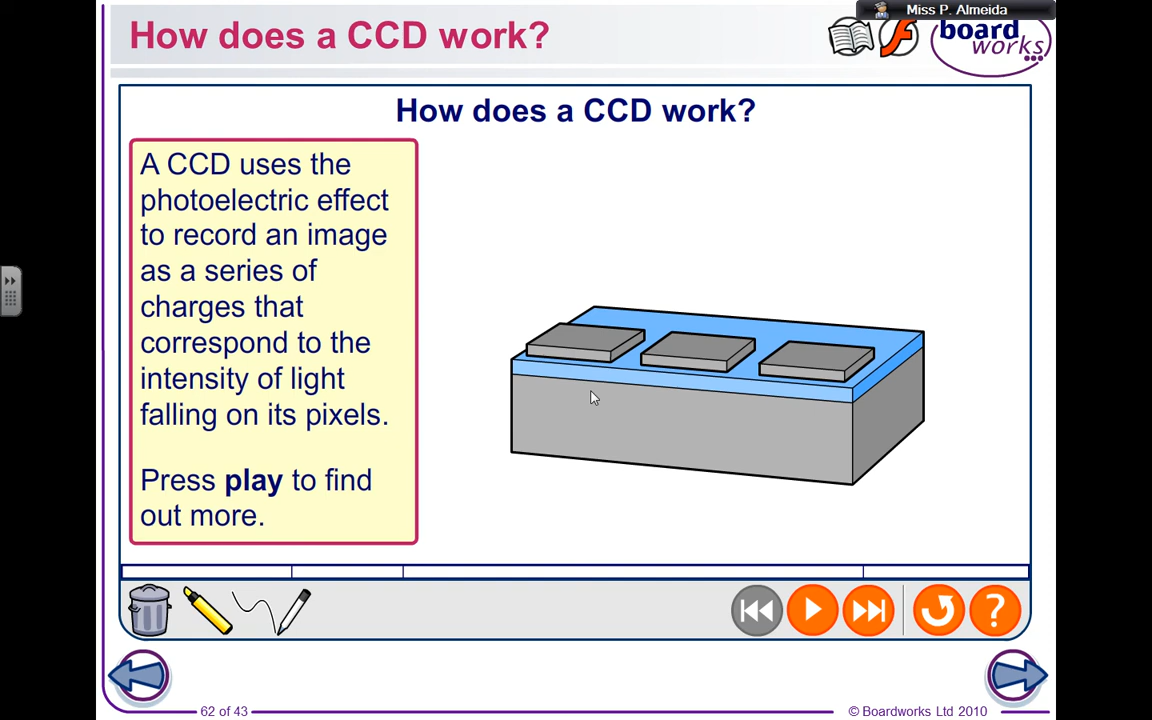 Miss P. Almeida
How does a CCD work?
board
works
How does a CCD work?
A CCD uses the
photoelectric effect
to record an image
as a series of
charges that
correspond to the
intensity of light
falling on its pixels.
Press play to find
out more.
?
62 of 43
© Boardworks Ltd 2010